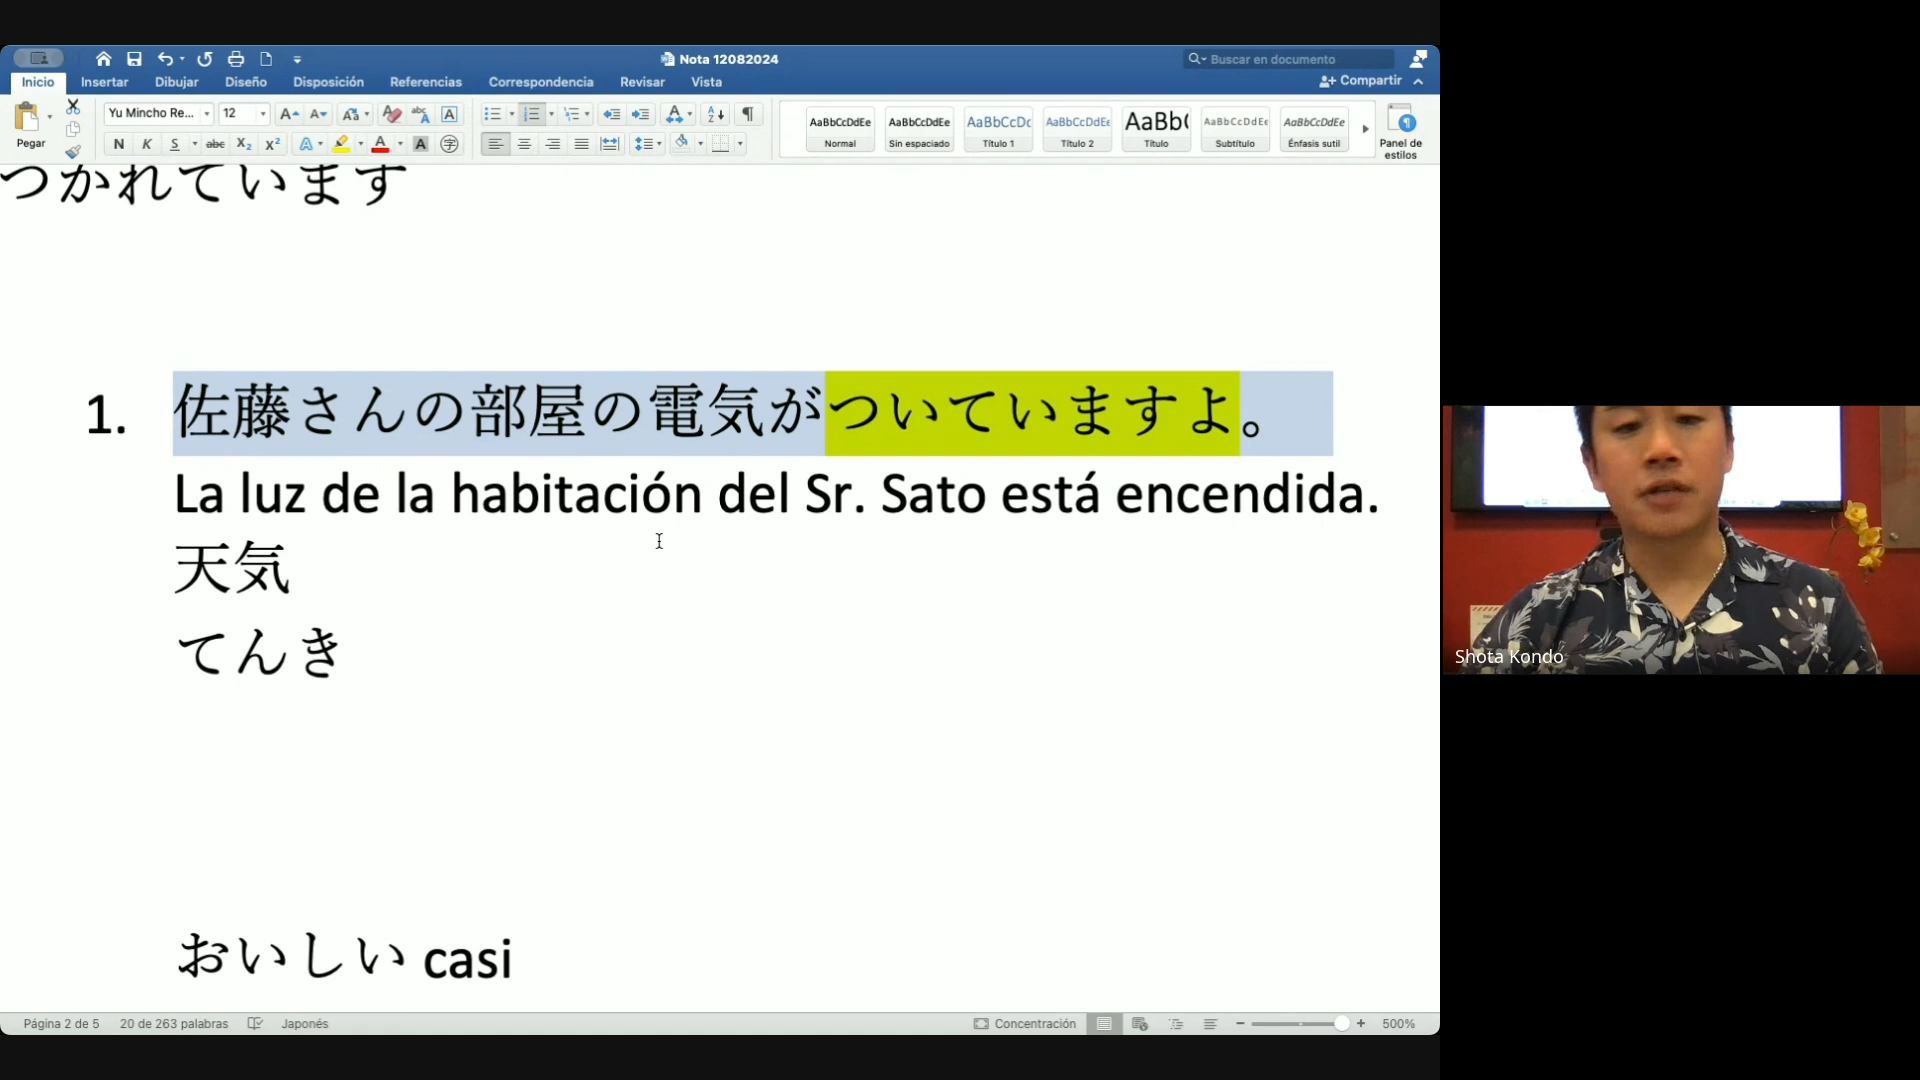 Nota 12082024
Buscar en documento
Inicio Insertar Dibujar Diseño Disposición Referencias Correspondencia Revisar Vista
Compartir
Pegar
Yu Mincho Re... 12
N K S abc X₂ X²
AaBbCcDdEe AaBbCcDdEe AaBbCcDc AaBbCcDdEe AaBb( AaBbCcDdEe AaBbCcDdEe
Normal Sin espaciado Título 1 Título 2 Título Subtítulo Énfasis sutil
Panel de
estilos
つかれています
1. 佐藤さんの部屋の電気がついていますよ。
La luz de la habitación del Sr. Sato está encendida.
天気
てんき
おいしい casi
Shota Kondo
Página 2 de 5 20 de 263 palabras Japonés Concentración 500%